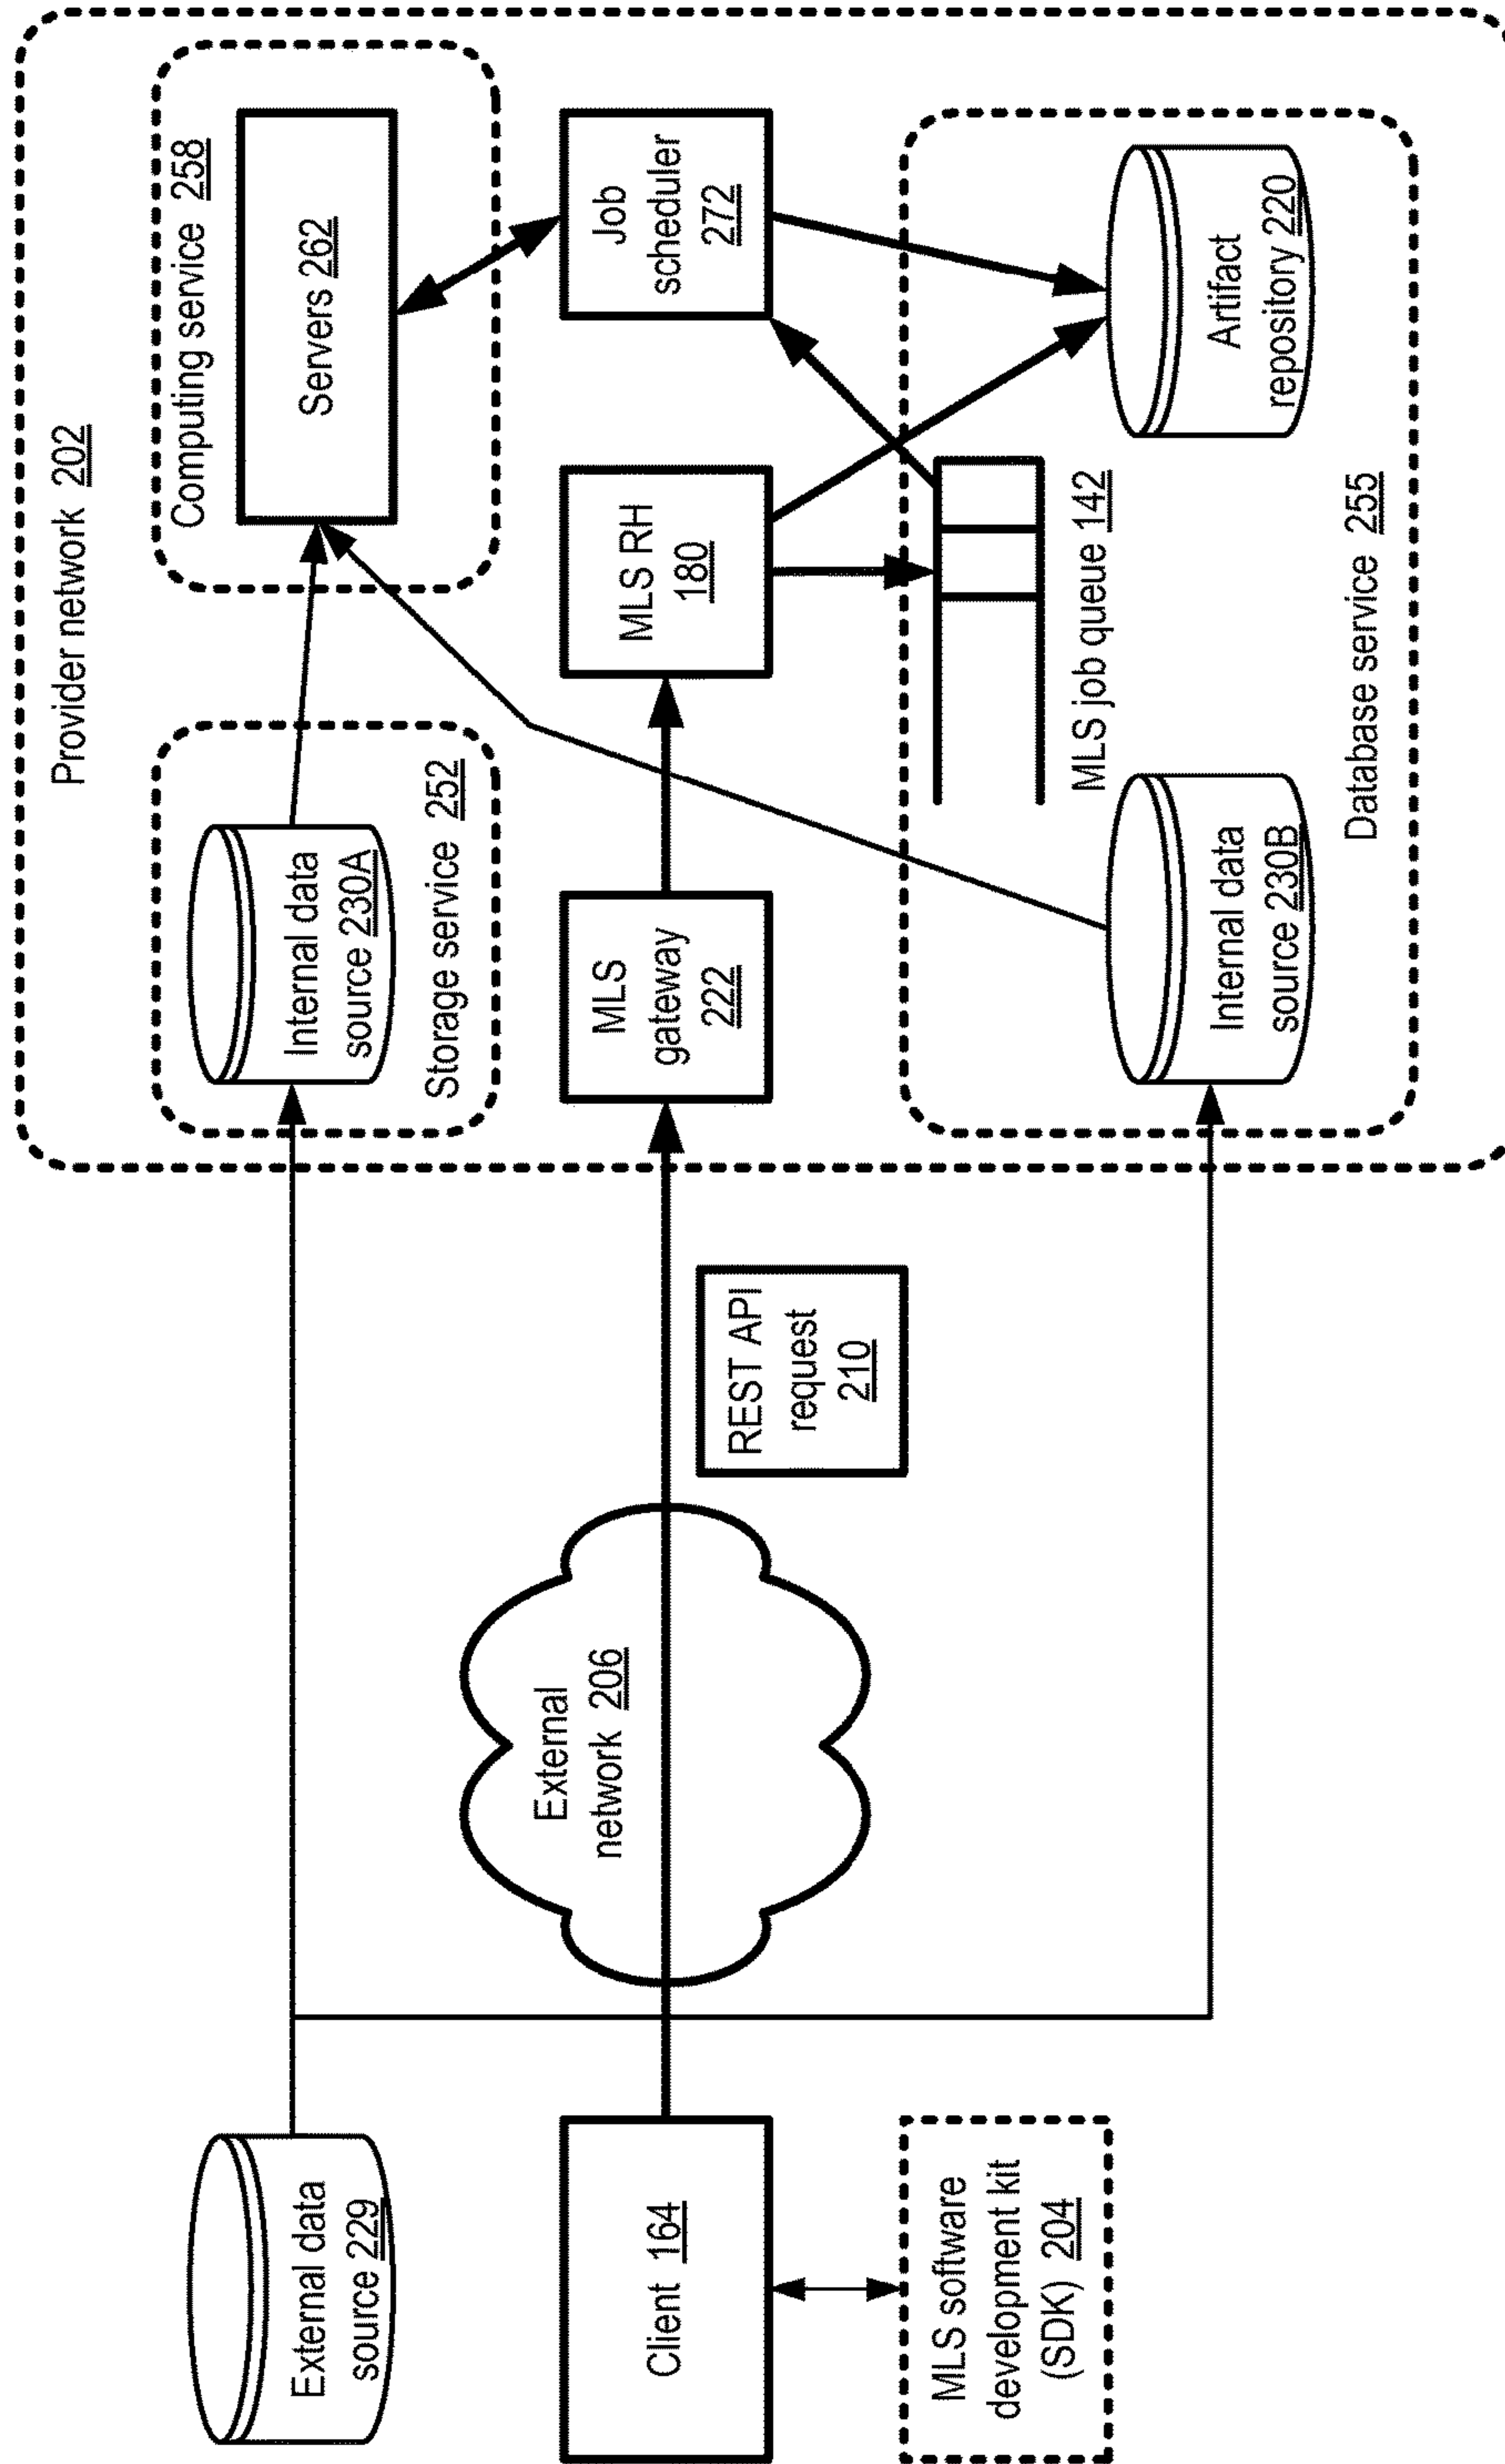 Provider network 202
Computing service 258
Servers 262
Internal data
source 230A
Storage service 252
External data
source 229
Job
scheduler
272
MLS RH
180
MLS
gateway
222
REST API
request
210
External
network 206
Client 164
MLS software
development kit
(SDK) 204
MLS job queue 142
Artifact
repository 220
Internal data
source 230B
Database service 255